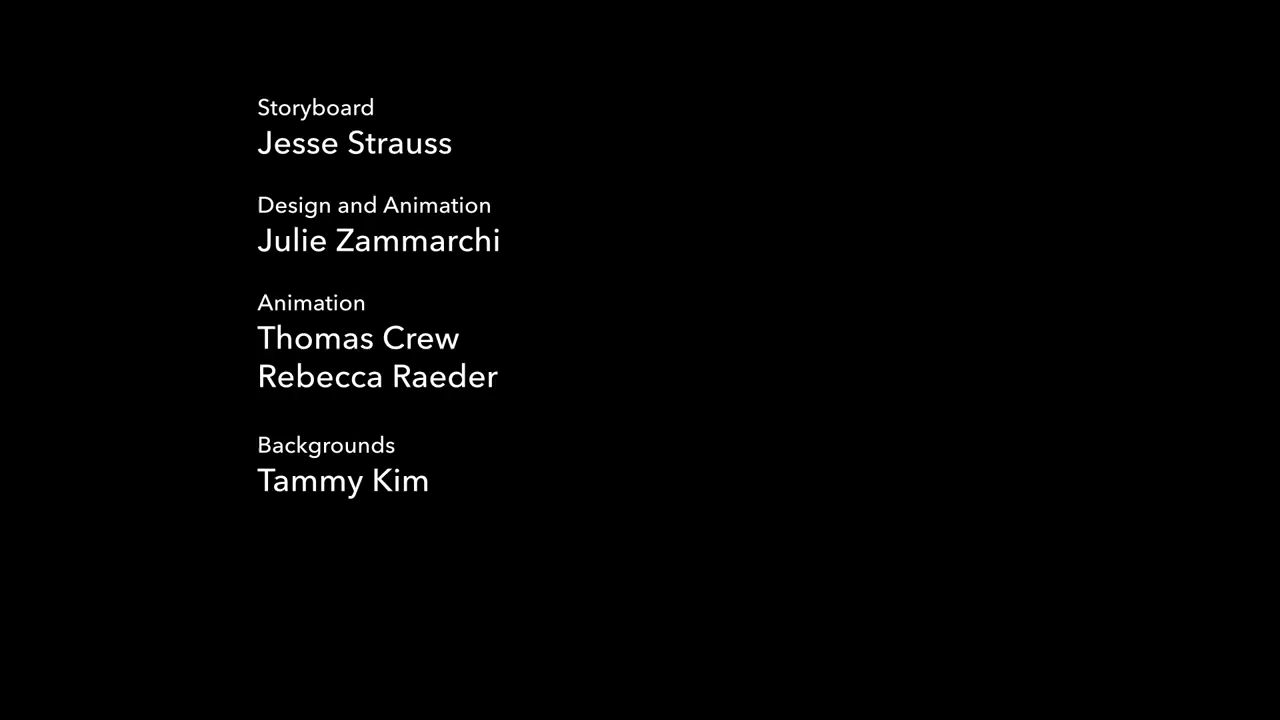 Storyboard
Jesse Strauss
Design and Animation
Julie Zammarchi
Animation
Thomas Crew
Rebecca Raeder
Backgrounds
Tammy Kim